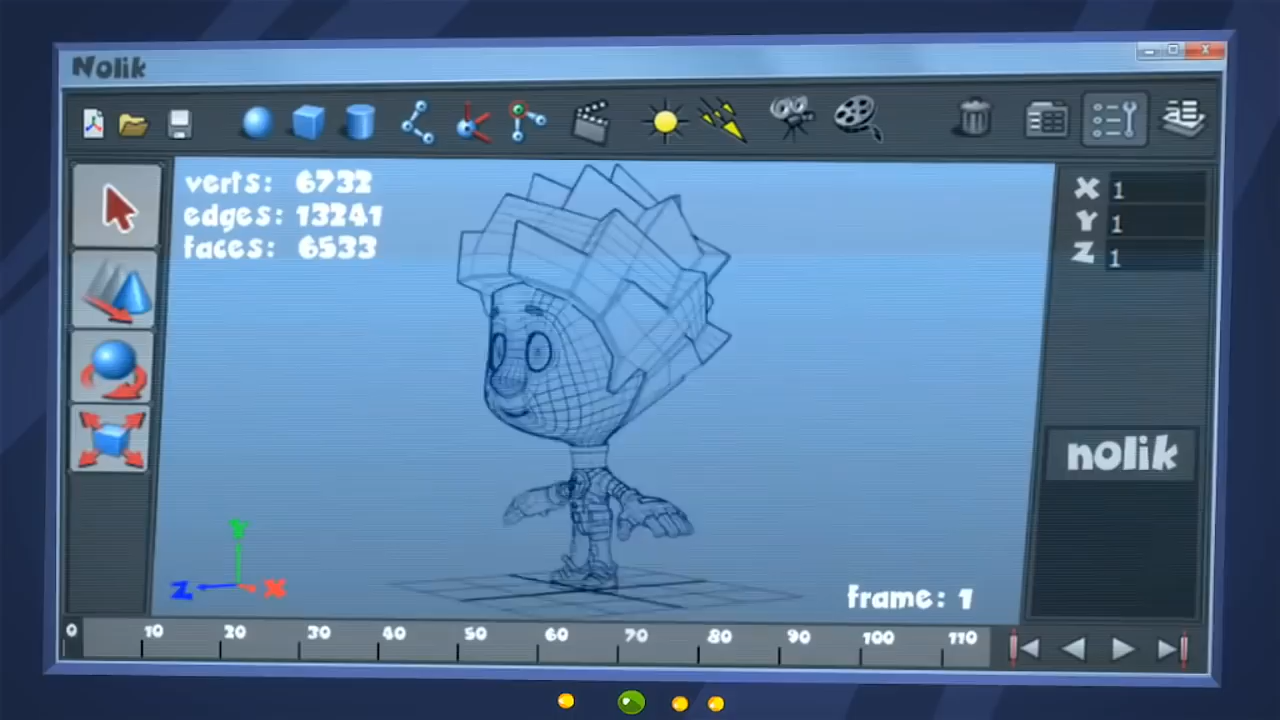 Nolik
verts: 6732
edges: 13241
faces: 6533
X 1
Y 1
Z 1
nolik
Y
Z X
frame: 1
0 10 20 30 40 50 60 70 80 90 100 110